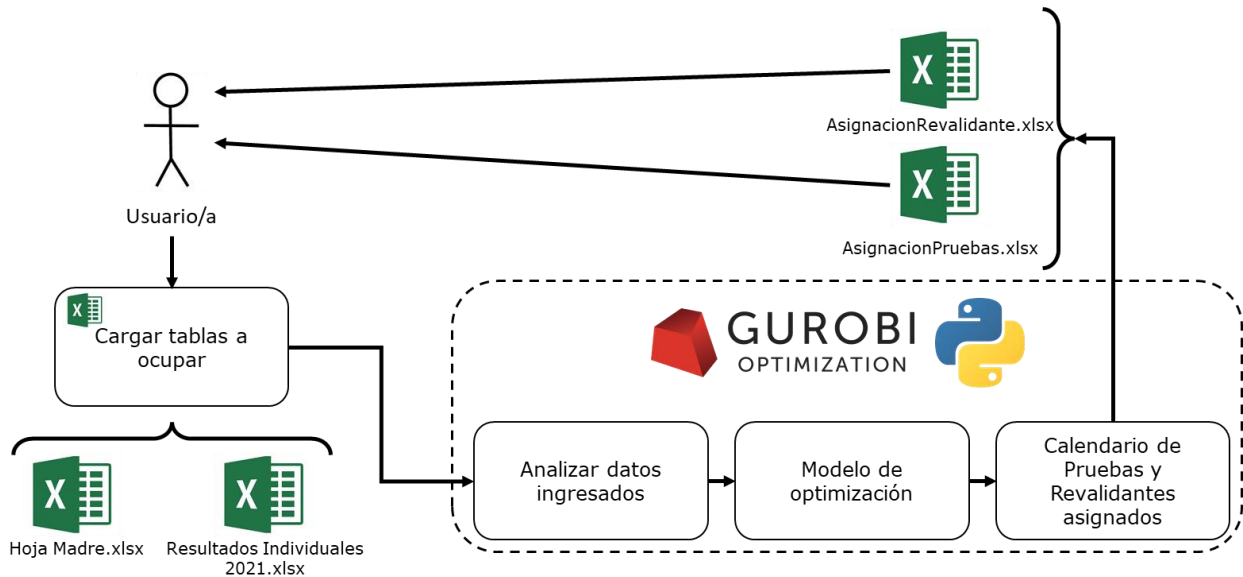 AsignacionRevalidante.xlsx
AsignacionPruebas.xlsx
Usuario/a
Cargar tablas a
ocupar
Hoja Madre.xlsx
Resultados Individuales
2021.xlsx
GUROBI
OPTIMIZATION
Analizar datos
ingresados
Modelo de
optimización
Calendario de
Pruebas y
Revalidantes
asignados
X
X
X
X
X